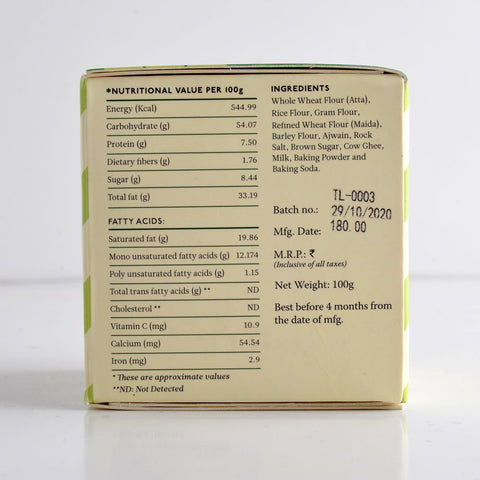 *NUTRITIONAL VALUE PER 100g
Energy (Kcal) 544.99
Carbohydrate (g) 54.07
Protein (g) 7.50
Dietary fibers (g) 1.76
Sugar (g) 8.44
Total fat (g) 33.19
FATTY ACIDS:
Saturated fat (g) 19.86
Mono unsaturated fatty acids (g) 12.174
Poly unsaturated fatty acids (g) 1.15
Total trans fatty acids (g) ** ND
Cholesterol ** ND
Vitamin C (mg) 10.9
Calcium (mg) 54.54
Iron (mg) 2.9
* These are approximate values
**ND: Not Detected
INGREDIENTS
Whole Wheat Flour (Atta),
Rice Flour, Gram Flour,
Refined Wheat Flour (Maida),
Barley Flour, Ajwain, Rock
Salt, Brown Sugar, Cow Ghee,
Milk, Baking Powder and
Baking Soda.
TL-0003
Batch no.: 29/10/2020
Mfg. Date: 180.00
M.R.P.: ₹
(Inclusive of all taxes)
Net Weight: 100g
Best before 4 months from
the date of mfg.